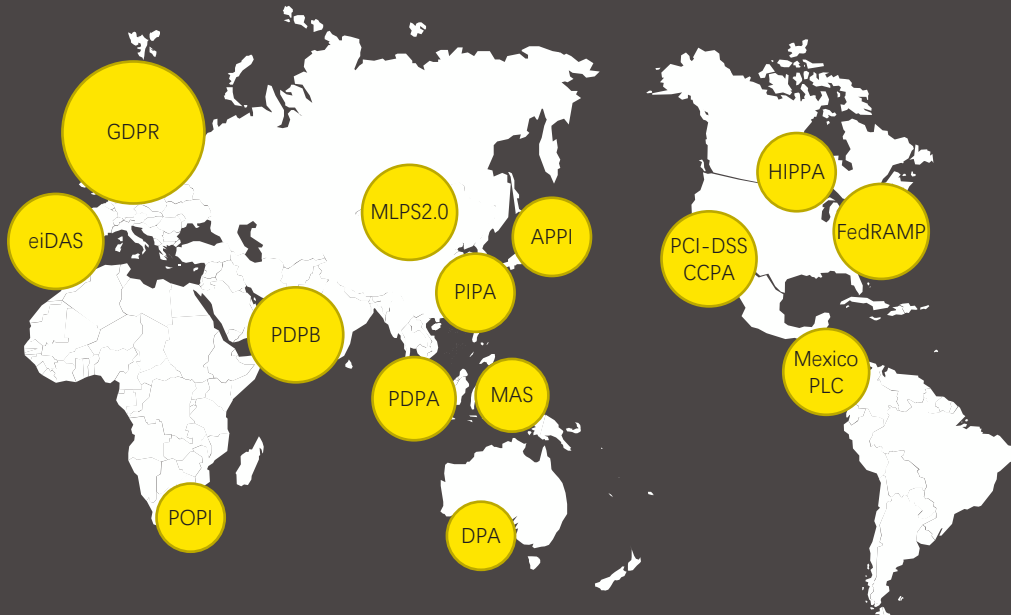 GDPR
HIPPA
MLPS2.0
eiDAS
APPI
FedRAMP
PCI-DSS
CCPA
PIPA
PDPB
Mexico
PLC
PDPA
MAS
POPI
DPA